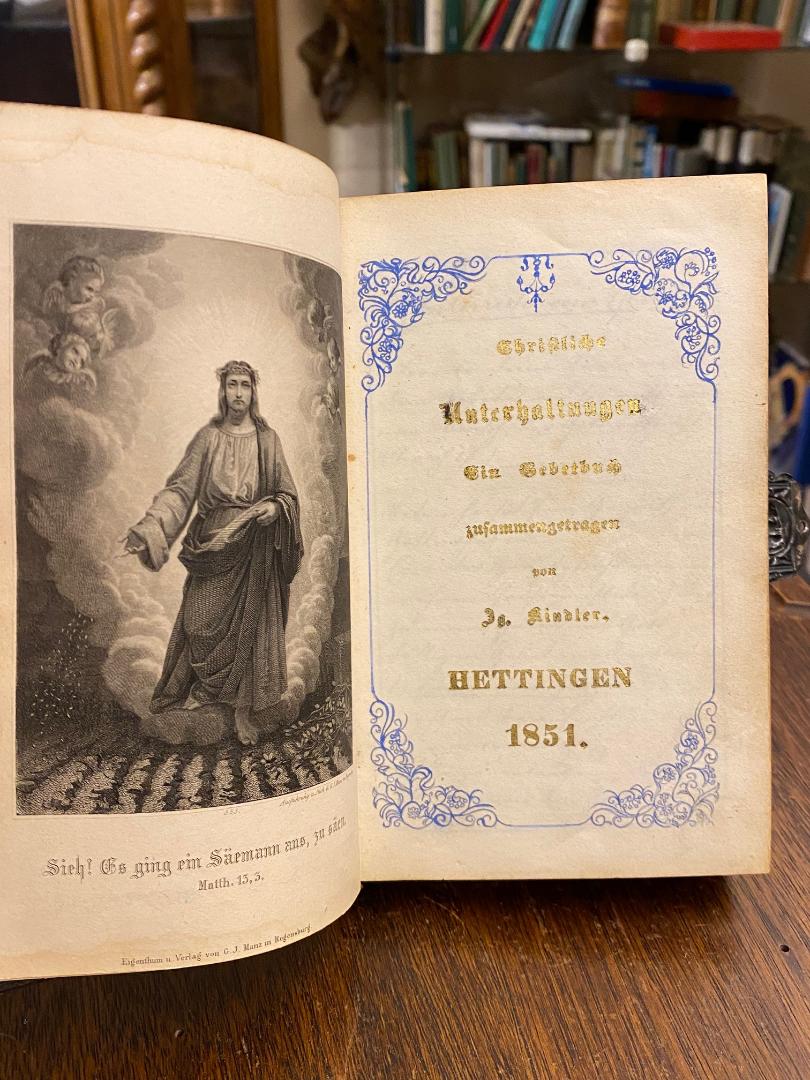 Sieh! Es ging ein Säemann aus, zu säen.
Matth. 13, 3.
Eigenthum u. Verlag von G. J. Manz in Regensburg
Christliche
Unterhaltungen
Ein Gebetbuch
zusammengetragen
von
Jg. Kindler.
HETTINGEN
1851.